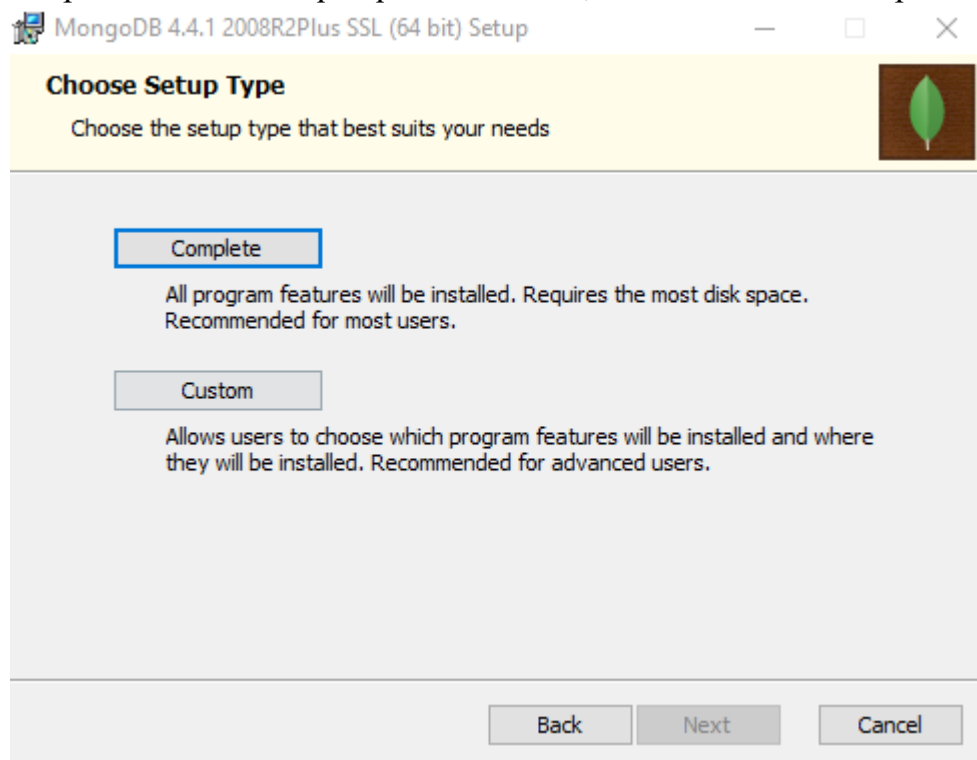 MongoDB 4.4.1 2008R2Plus SSL (64 bit) Setup
Choose Setup Type
Choose the setup type that best suits your needs
Complete
All program features will be installed. Requires the most disk space.
Recommended for most users.
Custom
Allows users to choose which program features will be installed and where
they will be installed. Recommended for advanced users.
Back Next Cancel